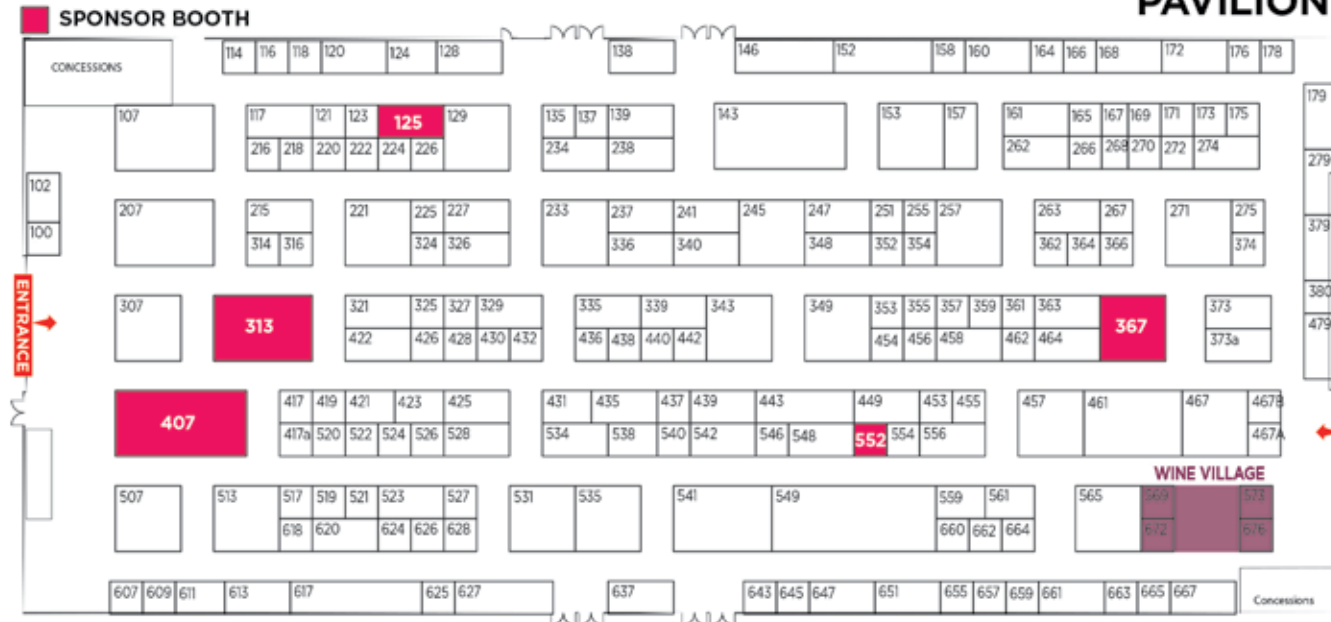 PAVILION
SPONSOR BOOTH
CONCESSIONS
114 116 118 120 124 128 138 146 152 158 160 164 166 168 172 176 178
179
107 117 121 123 125 129 135 137 139 143 153 157 161 165 167 169 171 173 175
216 218 220 222 224 226 234 238 262 266 268 270 272 274
279
102
100
207 215 221 225 227 233 237 241 245 247 251 255 257 263 267 271 275
379
314 316 324 326 336 340 348 352 354 362 364 366 374
ENTRANCE
380
307 313 321 325 327 329 335 339 343 349 353 355 357 359 361 363 367 373
479
422 426 428 430 432 436 438 440 442 454 456 458 462 464 373a
407 417 419 421 423 425 431 435 437 439 443 449 453 455 457 461 467 467B
417a 520 522 524 526 528 534 538 540 542 546 548 552 554 556 467A
WINE VILLAGE
507 513 517 519 521 523 527 531 535 541 549 559 561 565 569 573
618 620 624 626 628 660 662 664 672 676
607 609 611 613 617 625 627 637 643 645 647 651 655 657 659 661 663 665 667
Concessions